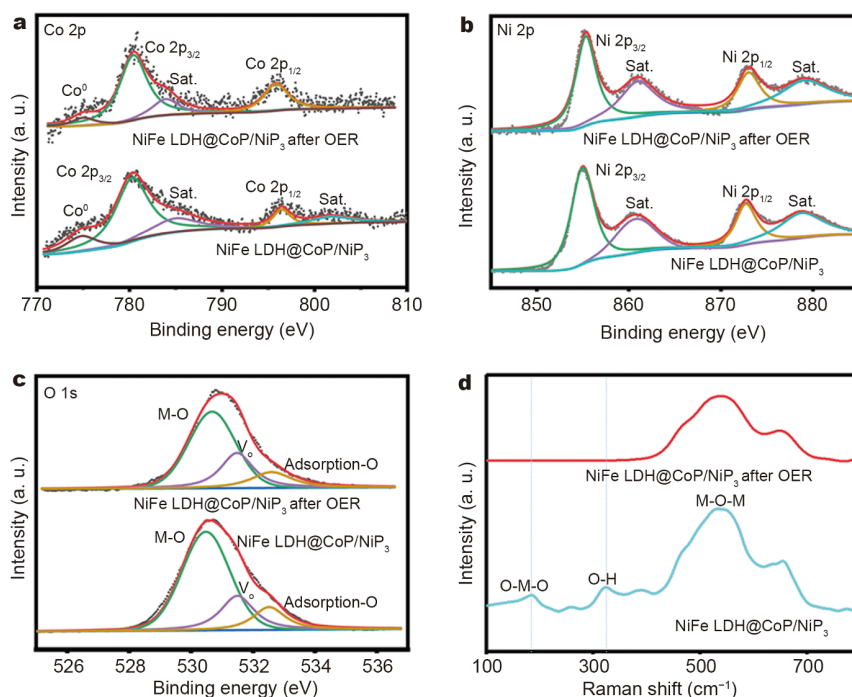 a
Co 2p
Co 2p3/2
Co 2p1/2
Co0
Sat.
NiFe LDH@CoP/NiP3 after OER
Co 2p3/2
Sat.
Co 2p1/2
Co0
NiFe LDH@CoP/NiP3
770 780 790 800 810
Binding energy (eV)
Intensity (a. u.)
b
Ni 2p
Ni 2p3/2
Sat.
Ni 2p1/2
Sat.
NiFe LDH@CoP/NiP3 after OER
Ni 2p3/2
Sat.
Ni 2p1/2
Sat.
NiFe LDH@CoP/NiP3
850 860 870 880
Binding energy (eV)
Intensity (a. u.)
c
O 1s
M-O
Vo
Adsorption-O
NiFe LDH@CoP/NiP3 after OER
M-O
NiFe LDH@CoP/NiP3
Vo
Adsorption-O
526 528 530 532 534 536
Binding energy (eV)
Intensity (a. u.)
d
NiFe LDH@CoP/NiP3 after OER
M-O-M
O-M-O
O-H
NiFe LDH@CoP/NiP3
100 300 500 700
Raman shift (cm−1)
Intensity (a. u.)